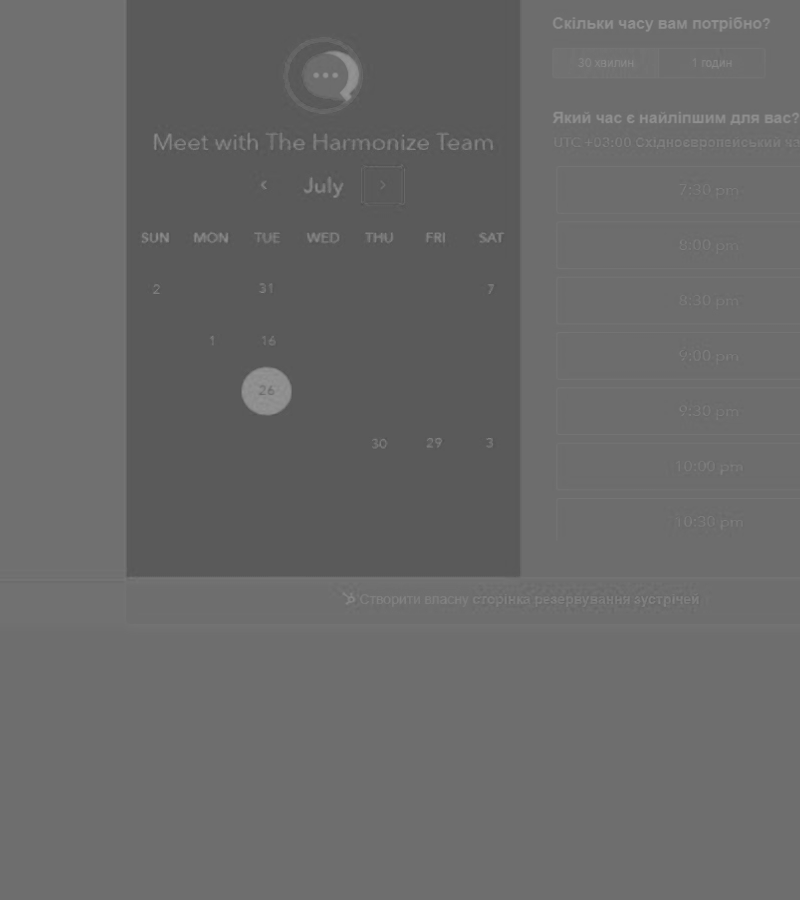 Meet with The Harmonize Team
July
SUN MON TUE WED THU FRI SAT
2 31 7
1 16
26
30 29 3
Скільки часу вам потрібно?
30 хвилин 1 годин
Який час є найліпшим для вас?
UTC +03:00 Східноєвропейський ча
7:30 pm
8:00 pm
8:30 pm
9:00 pm
9:30 pm
10:00 pm
10:30 pm
Створити власну сторінка резервування зустрічей